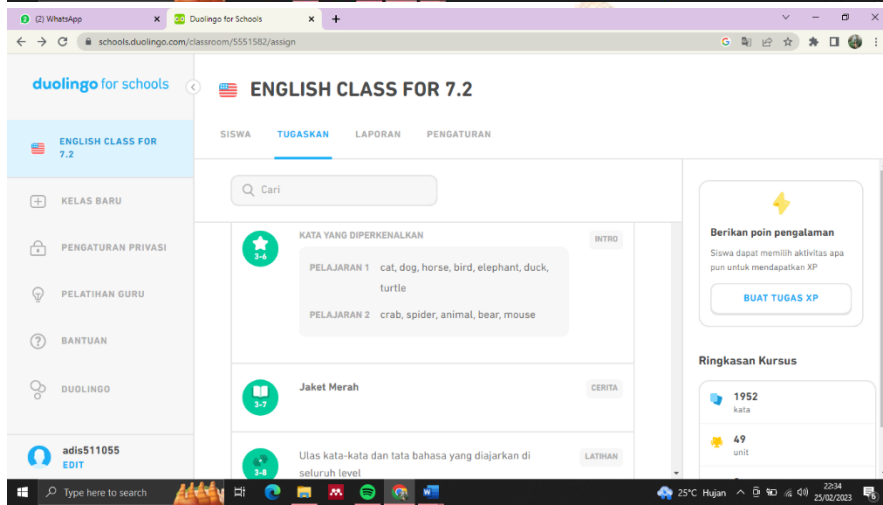 (2) WhatsApp
Duolingo for Schools
schools.duolingo.com/classroom/5551582/assign
duolingo for schools
ENGLISH CLASS FOR
7.2
KELAS BARU
PENGATURAN PRIVASI
PELATIHAN GURU
BANTUAN
DUOLINGO
adis511055
EDIT
ENGLISH CLASS FOR 7.2
SISWA TUGASKAN LAPORAN PENGATURAN
Cari
3-6
KATA YANG DIPERKENALKAN
INTRO
PELAJARAN 1 cat, dog, horse, bird, elephant, duck,
turtle
PELAJARAN 2 crab, spider, animal, bear, mouse
3-7
Jaket Merah
CERITA
3-8
Ulas kata-kata dan tata bahasa yang diajarkan di
seluruh level
LATIHAN
Berikan poin pengalaman
Siswa dapat memilih aktivitas apa
pun untuk mendapatkan XP
BUAT TUGAS XP
Ringkasan Kursus
1952
kata
49
unit
Type here to search
25°C Hujan
22:34
25/02/2023